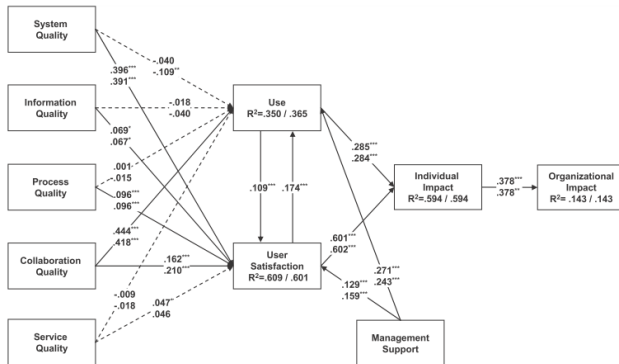 System
Quality
-.040
-.109**
.396***
.391***
Information
Quality
-.018
-.040
Use
R²=.350 / .365
.069*
.067*
.285***
.284***
Process
Quality
.001
-.015
.109***
.174***
Individual
Impact
R²=.594 / .594
.378***
.378**
Organizational
Impact
R²= .143 / .143
.096***
.096***
.444***
.418***
.601***
.602***
Collaboration
Quality
.162***
.210***
User
Satisfaction
R²=.609 / .601
.271***
.243***
.129***
.159***
-.009
-.018
.047*
.046
Service
Quality
Management
Support